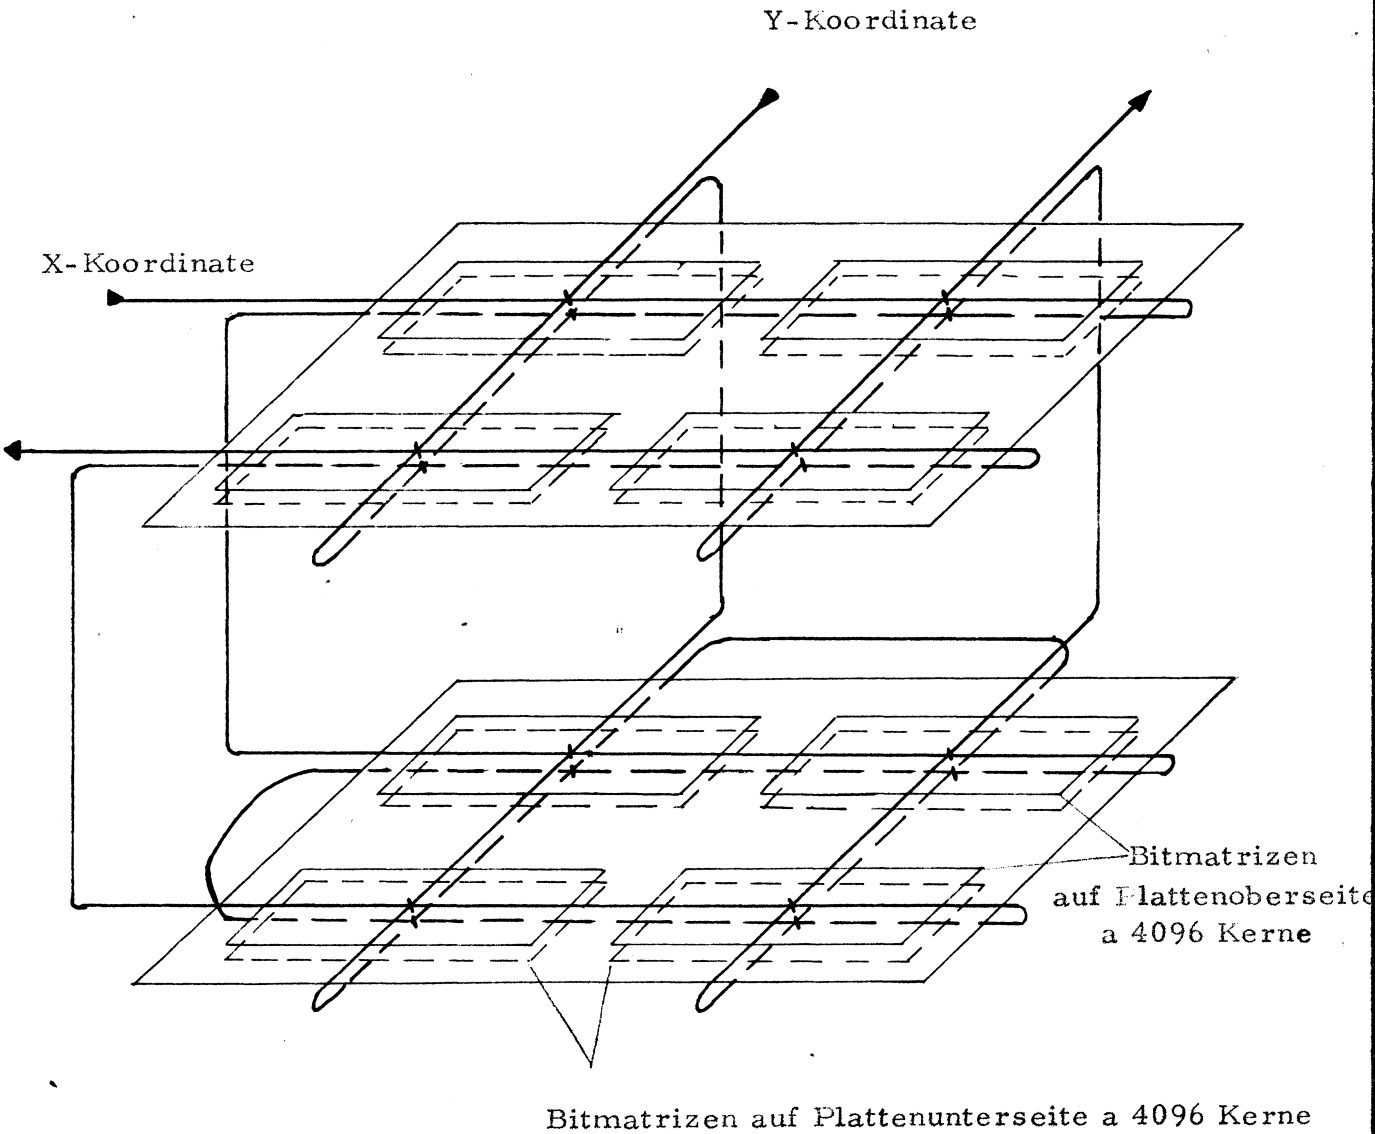 Y-Koordinate
X-Koordinate
Bitmatrizen
auf Plattenoberseite
a 4096 Kerne
Bitmatrizen auf Plattenunterseite a 4096 Kerne